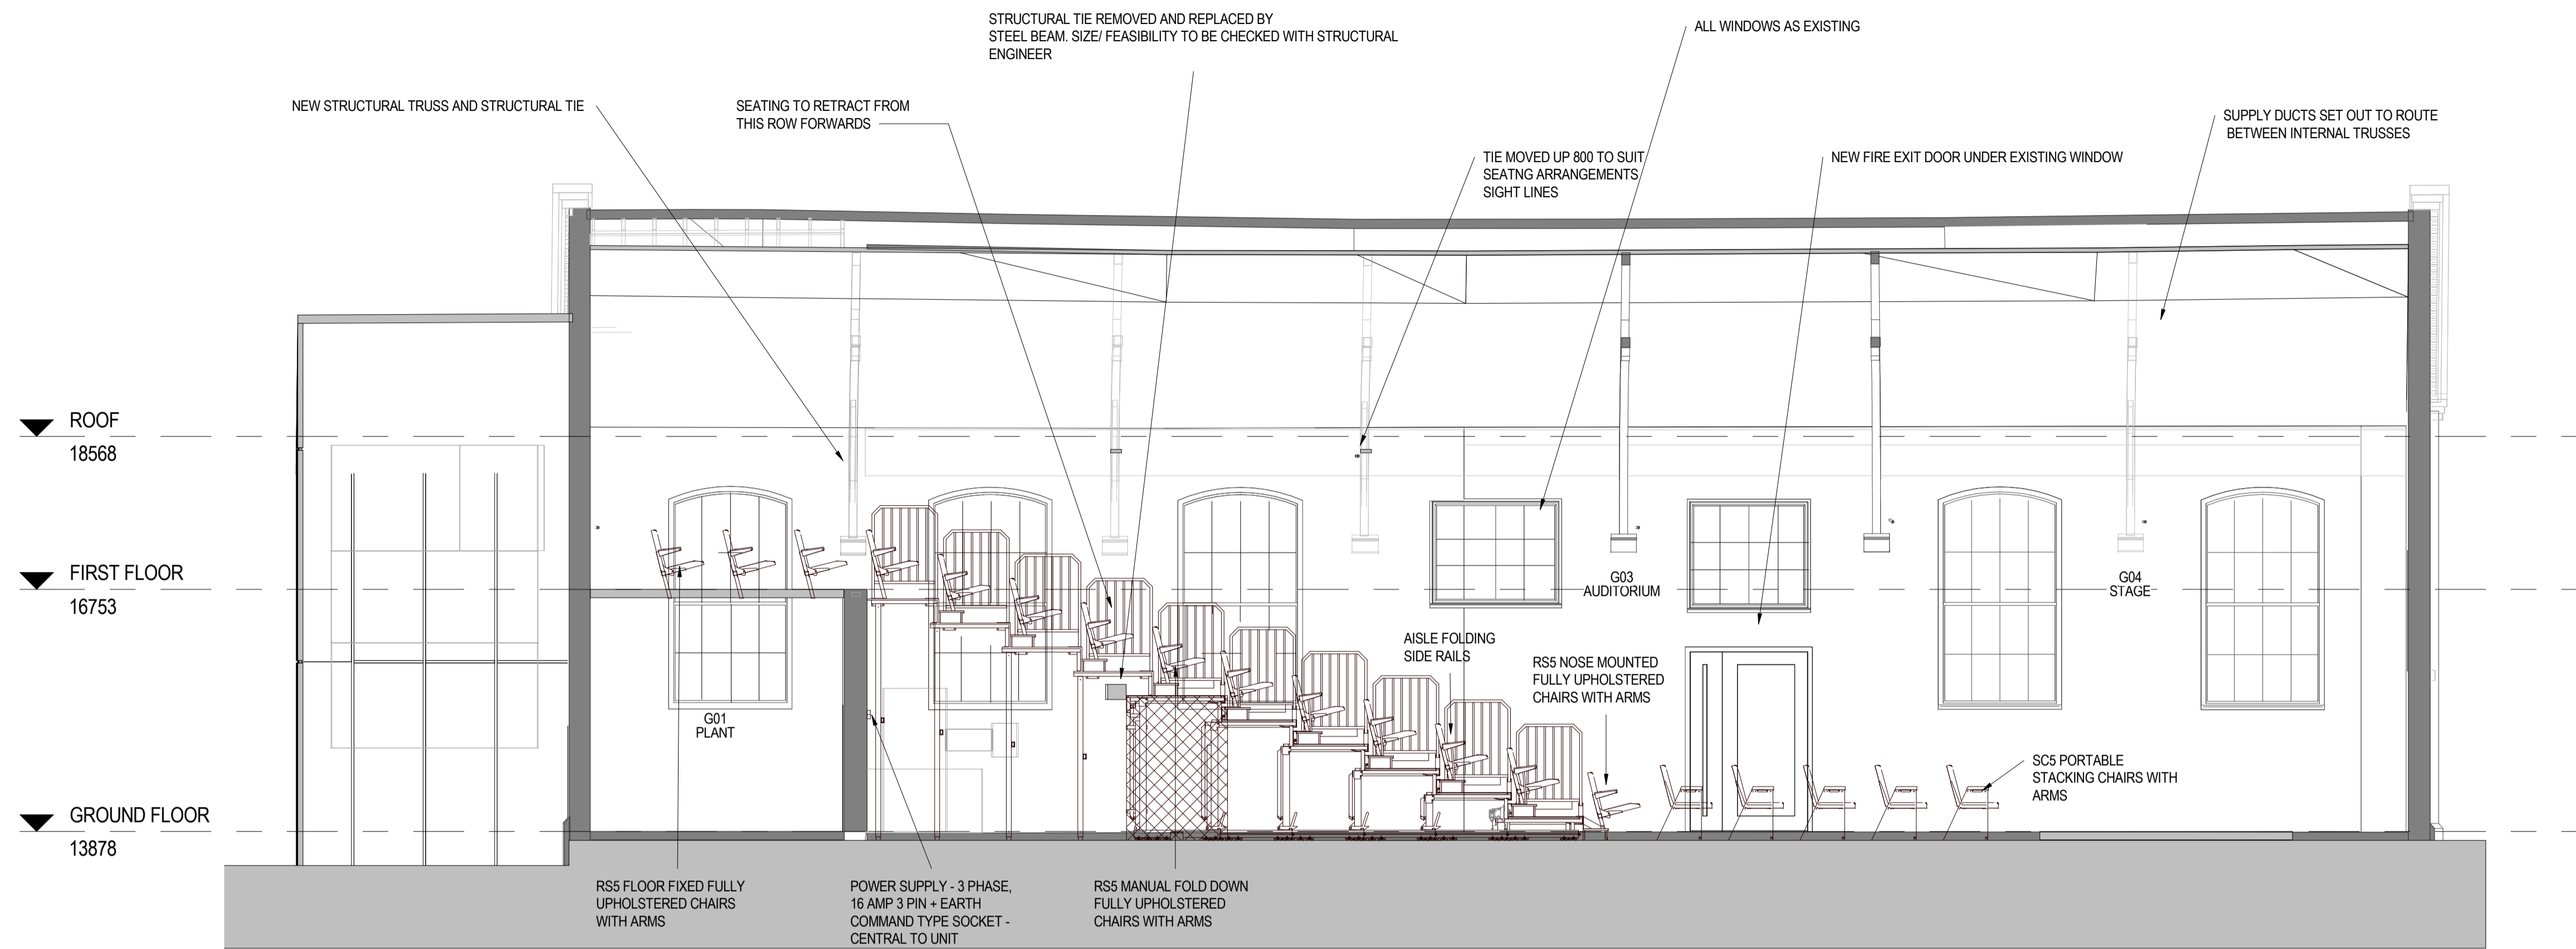 STRUCTURAL TIE REMOVED AND REPLACED BY
STEEL BEAM. SIZE/ FEASIBILITY TO BE CHECKED WITH STRUCTURAL
ENGINEER
ALL WINDOWS AS EXISTING
NEW STRUCTURAL TRUSS AND STRUCTURAL TIE
SEATING TO RETRACT FROM
THIS ROW FORWARDS
SUPPLY DUCTS SET OUT TO ROUTE
BETWEEN INTERNAL TRUSSES
TIE MOVED UP 800 TO SUIT
SEATNG ARRANGEMENTS
SIGHT LINES
NEW FIRE EXIT DOOR UNDER EXISTING WINDOW
ROOF
18568
FIRST FLOOR
16753
G03
AUDITORIUM
G04
STAGE
AISLE FOLDING
SIDE RAILS
RS5 NOSE MOUNTED
FULLY UPHOLSTERED
CHAIRS WITH ARMS
G01
PLANT
SC5 PORTABLE
STACKING CHAIRS WITH
ARMS
GROUND FLOOR
13878
RS5 FLOOR FIXED FULLY
UPHOLSTERED CHAIRS
WITH ARMS
POWER SUPPLY - 3 PHASE,
16 AMP 3 PIN + EARTH
COMMAND TYPE SOCKET -
CENTRAL TO UNIT
RS5 MANUAL FOLD DOWN
FULLY UPHOLSTERED
CHAIRS WITH ARMS